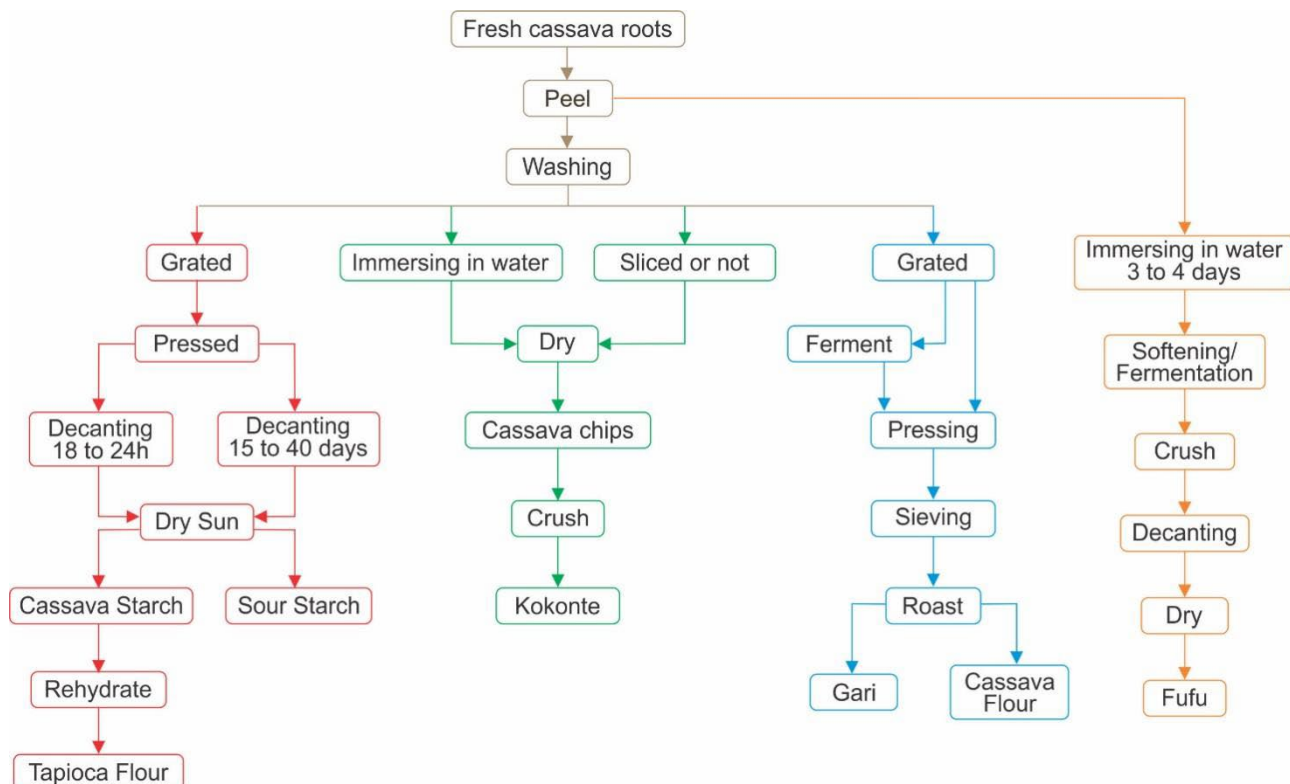 Fresh cassava roots
Peel
Washing
Grated
Immersing in water
Sliced or not
Grated
Immersing in water
3 to 4 days
Pressed
Dry
Ferment
Softening/
Fermentation
Decanting
18 to 24h
Decanting
15 to 40 days
Cassava chips
Pressing
Crush
Dry Sun
Crush
Sieving
Decanting
Cassava Starch
Sour Starch
Kokonte
Roast
Dry
Rehydrate
Gari
Cassava
Flour
Fufu
Tapioca Flour